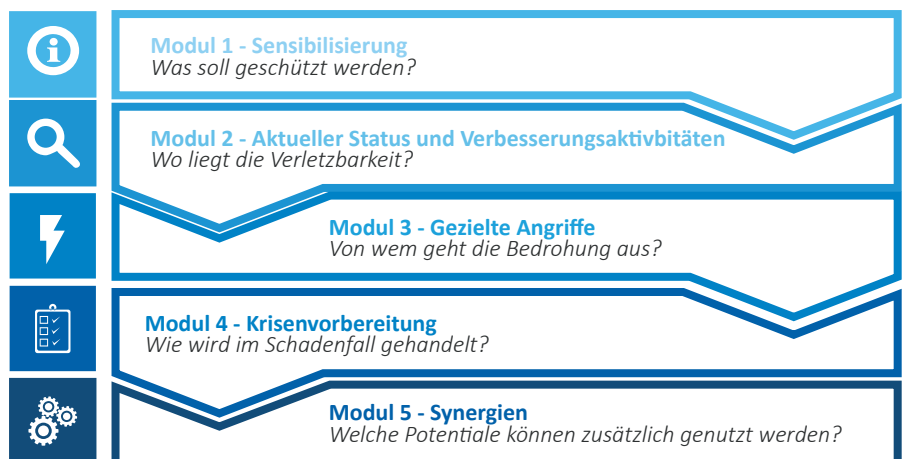 Modul 1 - Sensibilisierung
Was soll geschützt werden?
Modul 2 - Aktueller Status und Verbesserungsaktivbitäten
Wo liegt die Verletzbarkeit?
Modul 3 - Gezielte Angriffe
Von wem geht die Bedrohung aus?
Modul 4 - Krisenvorbereitung
Wie wird im Schadenfall gehandelt?
Modul 5 - Synergien
Welche Potentiale können zusätzlich genutzt werden?